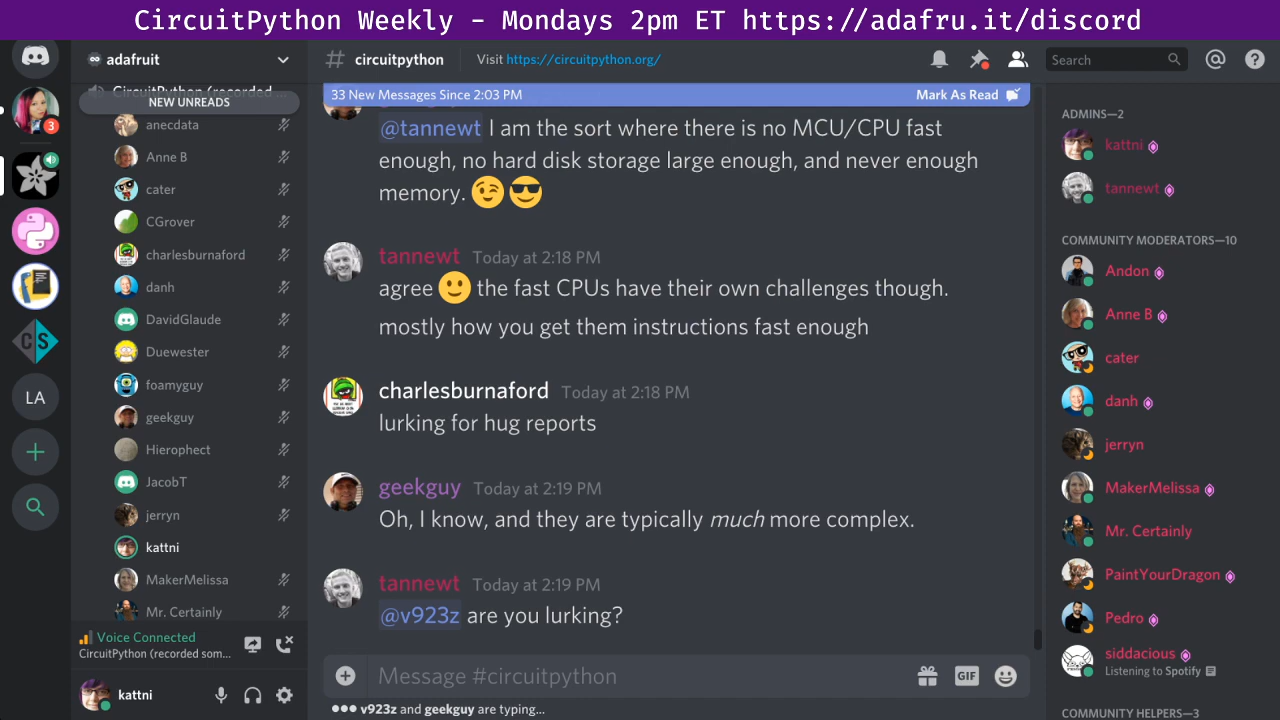 CircuitPython Weekly - Mondays 2pm ET https://adafru.it/discord
adafruit
# circuitpython
Visit https://circuitpython.org/
Search
CircuitPython (recorded
NEW UNREADS
3
anecdata
Anne B
cater
CGrover
charlesburnaford
danh
DavidGlaude
Duewester
foamyguy
geekguy
Hierophect
JacobT
jerryn
kattni
MakerMelissa
Mr. Certainly
LA
Voice Connected
CircuitPython (recorded som...
kattni
33 New Messages Since 2:03 PM
Mark As Read
@tannewt I am the sort where there is no MCU/CPU fast
enough, no hard disk storage large enough, and never enough
memory.
tannewt Today at 2:18 PM
agree the fast CPUs have their own challenges though.
mostly how you get them instructions fast enough
charlesburnaford Today at 2:18 PM
lurking for hug reports
geekguy Today at 2:19 PM
Oh, I know, and they are typically much more complex.
tannewt Today at 2:19 PM
@v923z are you lurking?
Message #circuitpython
GIF
v923z and geekguy are typing...
ADMINS—2
kattni
tannewt
COMMUNITY MODERATORS—10
Andon
Anne B
cater
danh
jerryn
MakerMelissa
Mr. Certainly
PaintYourDragon
Pedro
siddacious
Listening to Spotify
COMMUNITY HELPERS—3